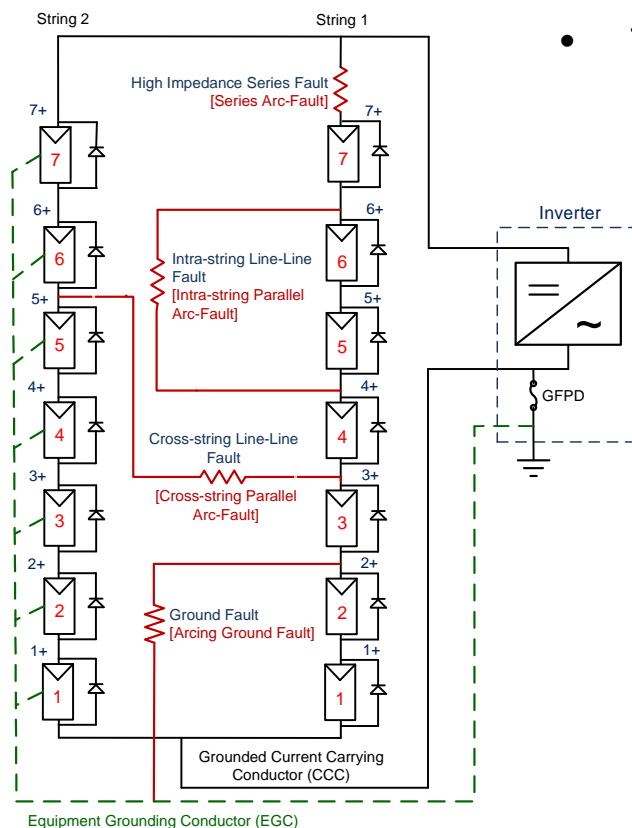 String 2
String 1
High Impedance Series Fault
[Series Arc-Fault]
7+
7+
7
7
6+
6+
Inverter
6
Intra-string Line-Line
Fault
[Intra-string Parallel
Arc-Fault]
6
5+
5+
5
5
~
GFPD
4+
4+
4
Cross-string Line-Line
Fault
[Cross-string Parallel
Arc-Fault]
4
3+
3+
3
3
2+
2+
2
Ground Fault
[Arcing Ground Fault]
2
1+
1+
1
1
Grounded Current Carrying
Conductor (CCC)
Equipment Grounding Conductor (EGC)